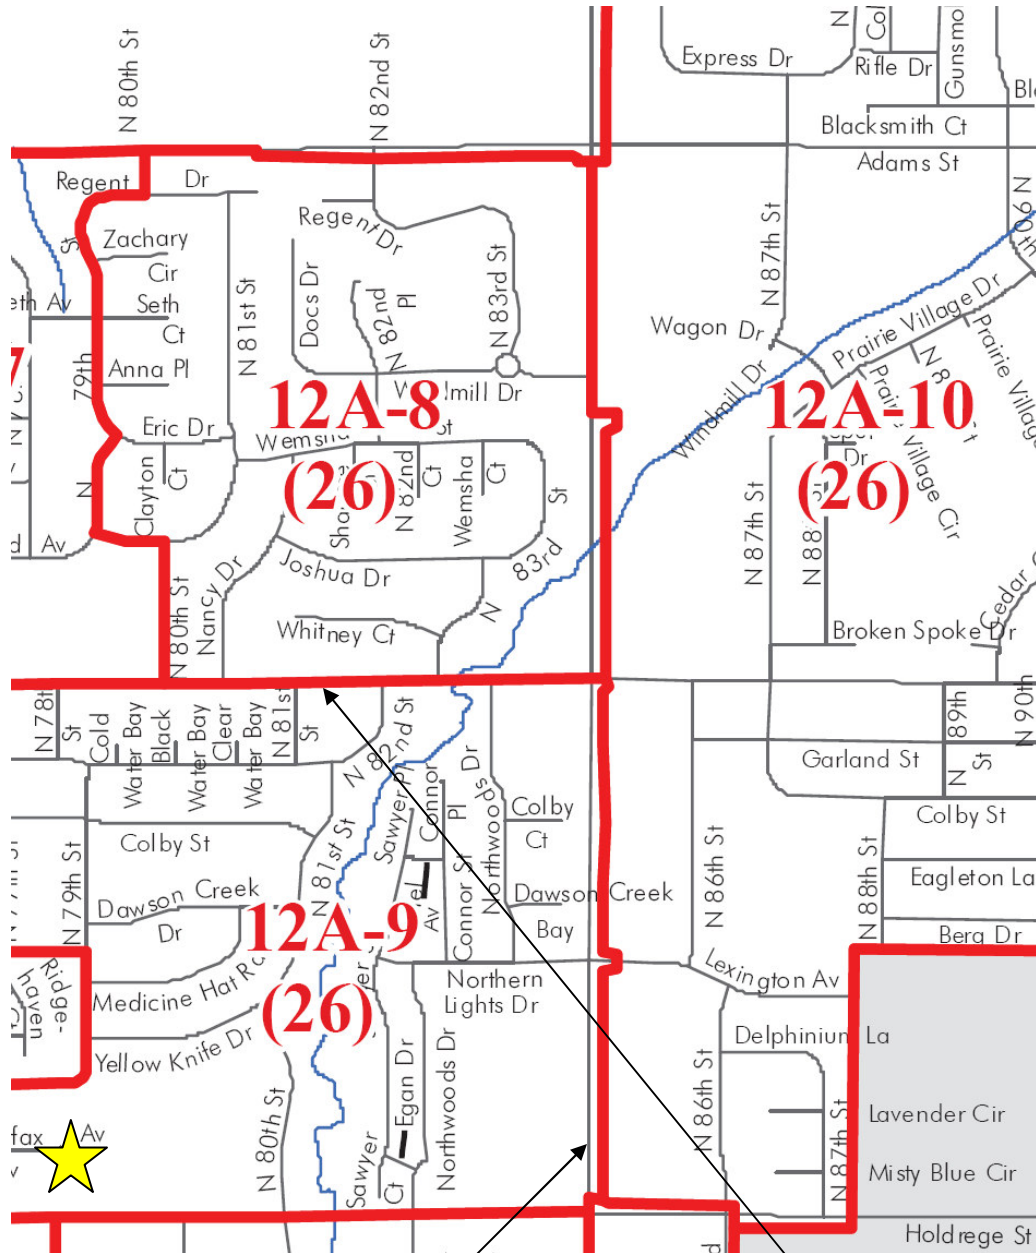 N 80th St
N 82nd St
Express Dr
N
Rifle Dr
Blacksmith Ct
Adams St
Regent Dr
Regent Dr
St
Zachary
Cir
N 81st St
Docs Dr
N 82nd
Pl
N 83rd St
N 87th St
N 90th
Seth
Ct
Anna Pl
79th
N
Wagon Dr
Prairie Village Dr
Windmill Dr
12A-8
(26)
12A-10
(26)
Prairie Village Cir
Eric Dr
Clayton
Ct
N 82nd
Ct
Wemsha
Ct
St
Dr
N 87th St
Av
Joshua Dr
83rd
N
Nancy Dr
N 80th St
Whitney Ct
Broken Spoke Dr
St
Cold
Water Bay
Black
Water Bay
Clear
Water Bay
N 81st
St
N 82nd St
89th
N
St
N 90th
Garland St
Sawyer Pl
Connor
Pl
Northwoods Dr
Colby
Ct
Colby St
Colby St
N 79th St
N 81st St
Connor St
Av
N 86th St
N 88th St
Eagleton La
Dawson Creek
Dr
Dawson Creek
Bay
Berg Dr
12A-9
(26)
Ridge-
haven
Medicine Hat
Northern
Lights Dr
Lexington Av
Yellow Knife Dr
Delphinium La
Av
N 80th St
Sawyer
Ct
Egan Dr
Northwoods Dr
N 86th St
N 87th St
Lavender Cir
Misty Blue Cir
Holdrege St